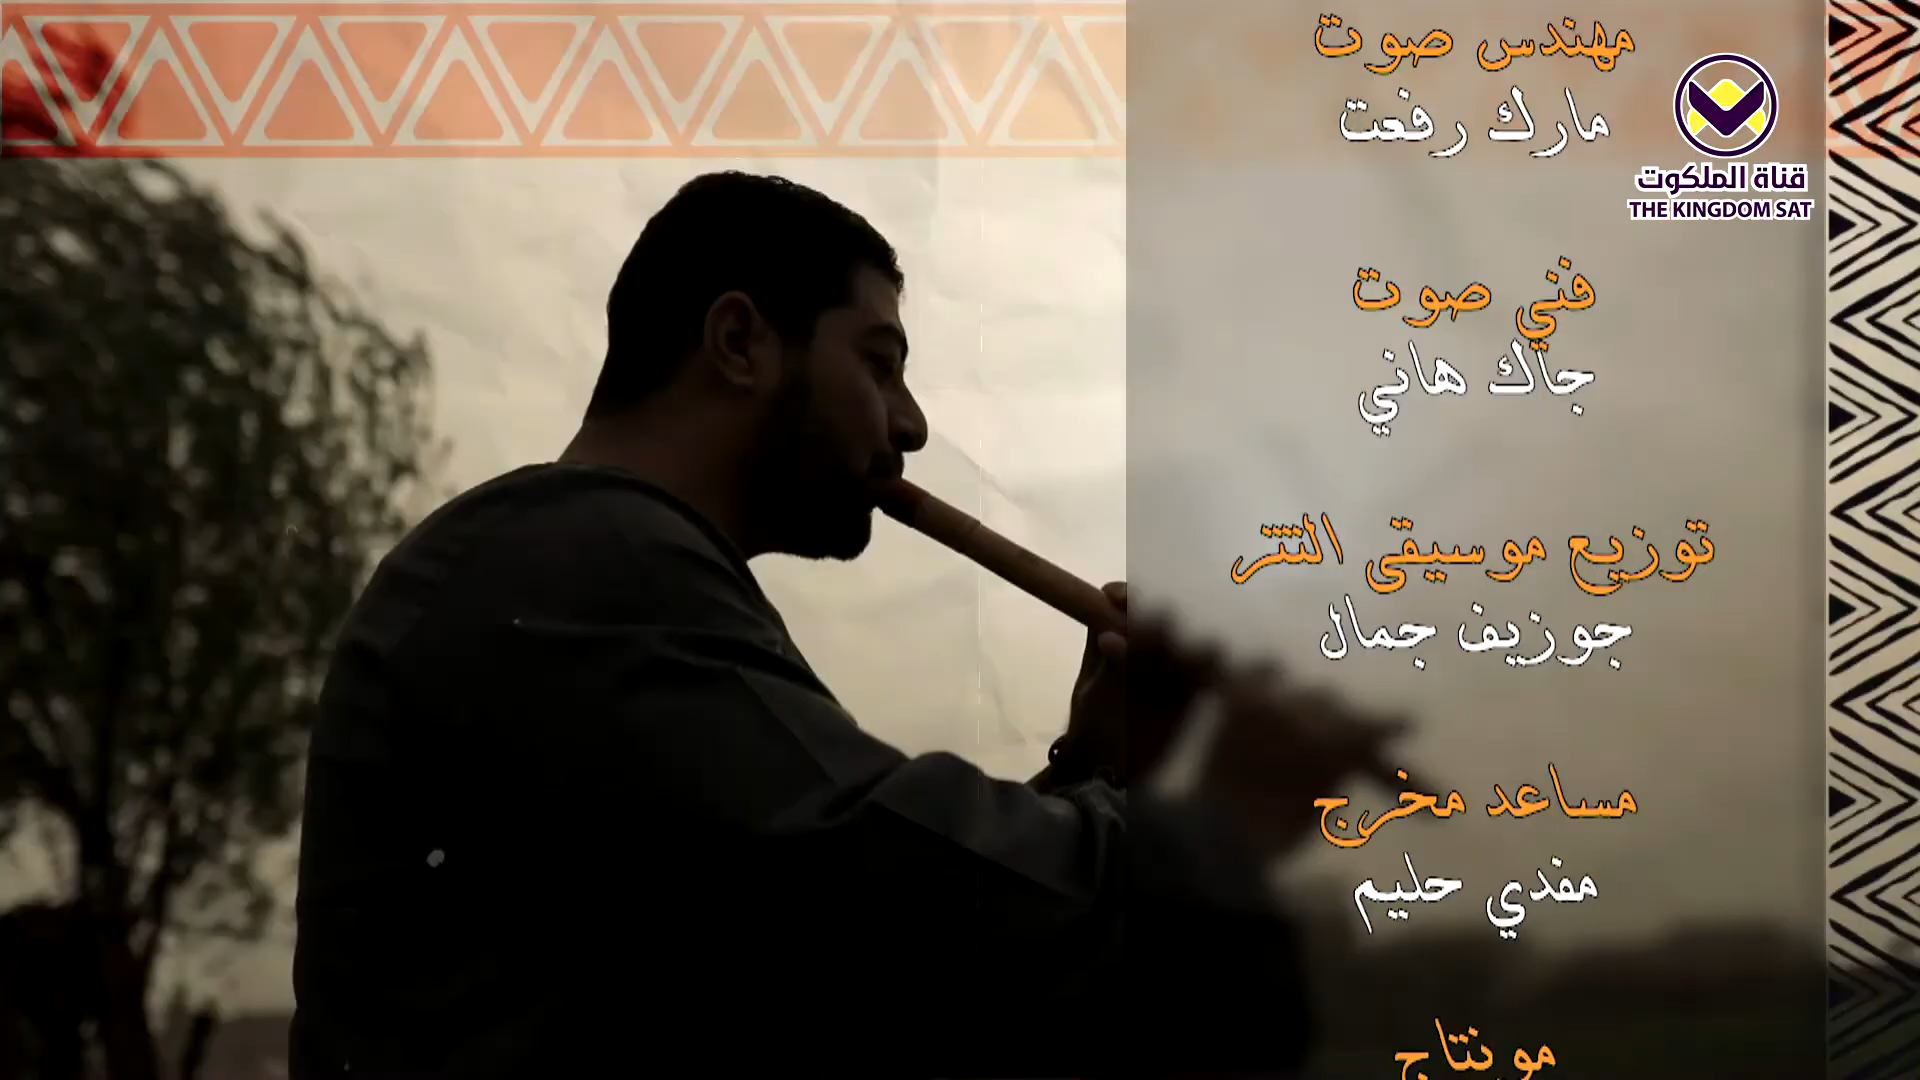 مهندس صوت
مارك رفعت
قناة الملكوت
THE KINGDOM SAT
فني صوت
جاك هاني
توزيع موسيقى التتر
جوزيف جمال
مساعد مخرج
مفدي حليم
مونتاج